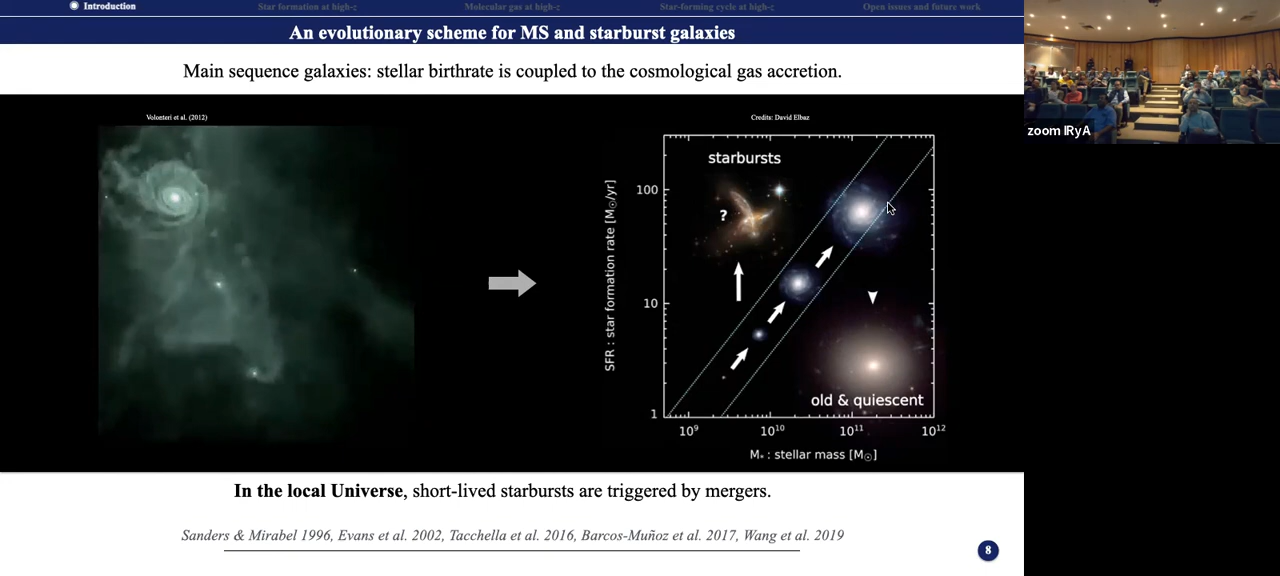 Introduction
Star formation at high-z
Molecular gas at high-z
Star-forming cycle at high-z
Open issues and future work
An evolutionary scheme for MS and starburst galaxies
Main sequence galaxies: stellar birthrate is coupled to the cosmological gas accretion.
Volonteri et al. (2012)
Credits: David Elbaz
zoom IRyA
starbursts
?
old & quiescent
SFR : star formation rate [M☉/yr]
100
10
1
10⁹
10¹⁰
10¹¹
10¹²
M* : stellar mass [M☉]
In the local Universe, short-lived starbursts are triggered by mergers.
Sanders & Mirabel 1996, Evans et al. 2002, Tacchella et al. 2016, Barcos-Muñoz et al. 2017, Wang et al. 2019
8